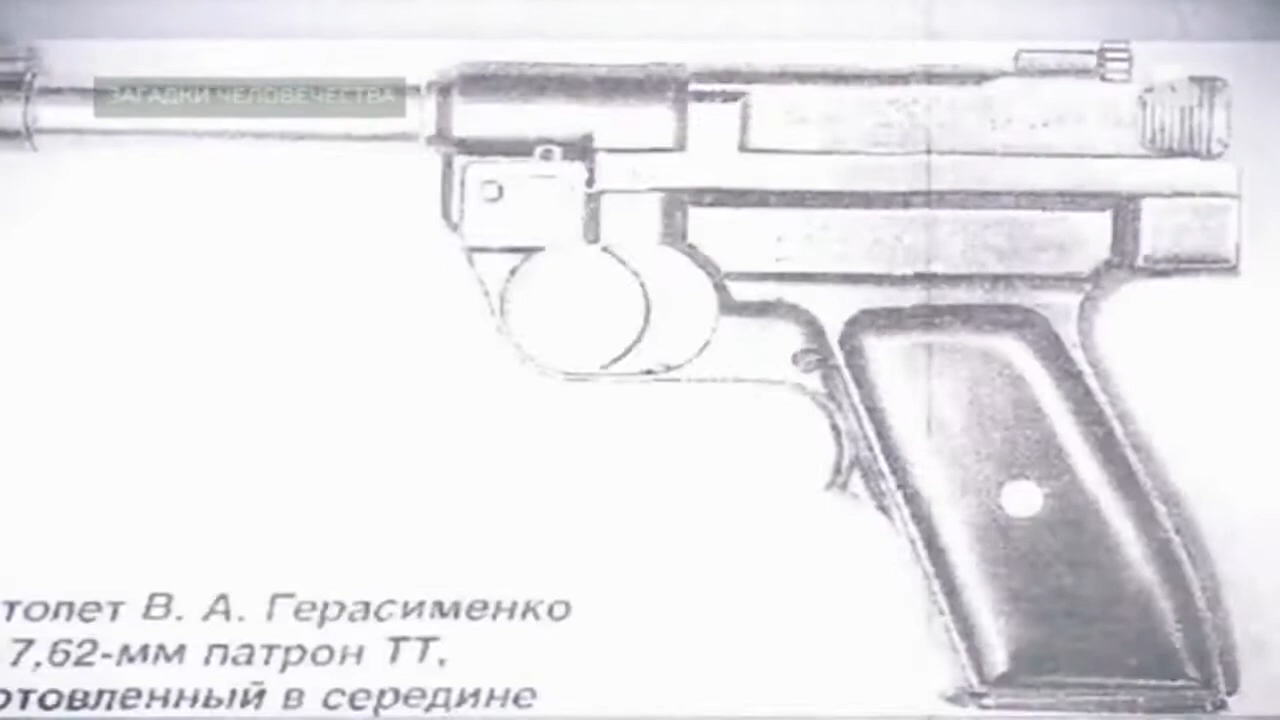 ЗАГАДКИ ЧЕЛОВЕЧЕСТВА
толет В. А. Герасименко
7,62-мм патрон ТТ,
отовленный в середине